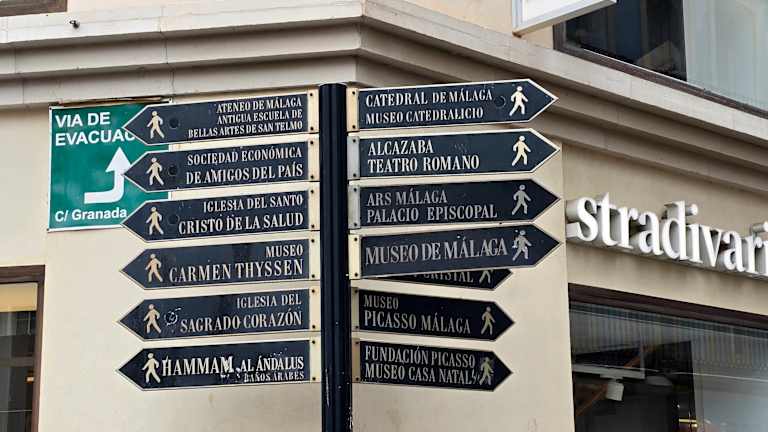 VIA DE
EVACUAC
C/ Granada
ATENEO DE MÁLAGA
ANTIGUA ESCUELA DE
BELLAS ARTES DE SAN TELMO
SOCIEDAD ECONÓMICA
DE AMIGOS DEL PAÍS
IGLESIA DEL SANTO
CRISTO DE LA SALUD
MUSEO
CARMEN THYSSEN
IGLESIA DEL
SAGRADO CORAZÓN
HAMMAM AL ÁNDALUS
BAÑOS ÁRABES
CATEDRAL DE MÁLAGA
MUSEO CATEDRALICIO
ALCAZABA
TEATRO ROMANO
ARS MÁLAGA
PALACIO EPISCOPAL
MUSEO DE MÁLAGA
CRISTAL
MUSEO
PICASSO MÁLAGA
FUNDACIÓN PICASSO
MUSEO CASA NATAL
stradivari